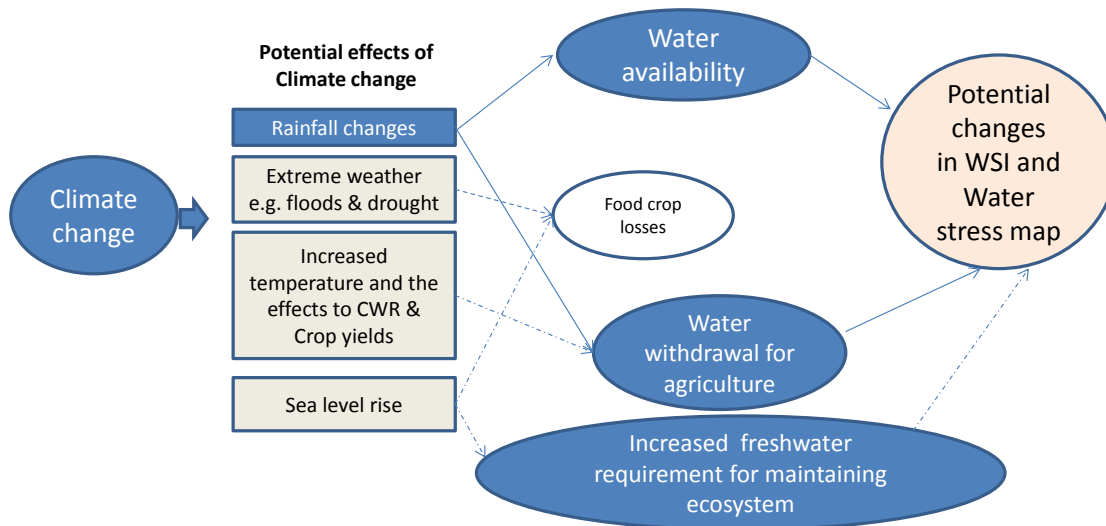 Potential effects of
Climate change
Climate
change
Rainfall changes
Extreme weather
e.g. floods & drought
Increased
temperature and the
effects to CWR &
Crop yields
Sea level rise
Water
availability
Food crop
losses
Water
withdrawal for
agriculture
Increased freshwater
requirement for maintaining
ecosystem
Potential
changes
in WSI and
Water
stress map